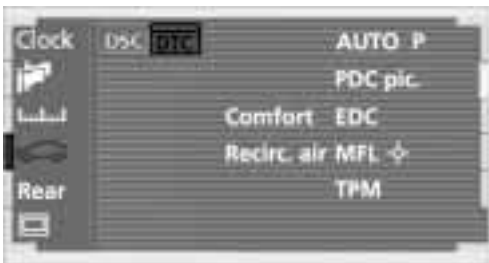 Clock DSC DTC AUTO P
PDC pic.
Comfort EDC
Recirc. air MFL
Rear TPM